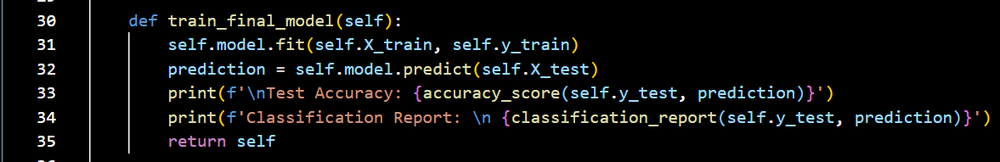 30 def train_final_model(self):
31 self.model.fit(self.X_train, self.y_train)
32 prediction = self.model.predict(self.X_test)
33 print(f'\nTest Accuracy: {accuracy_score(self.y_test, prediction)}')
34 print(f'Classification Report: \n {classification_report(self.y_test, prediction)}')
35 return self